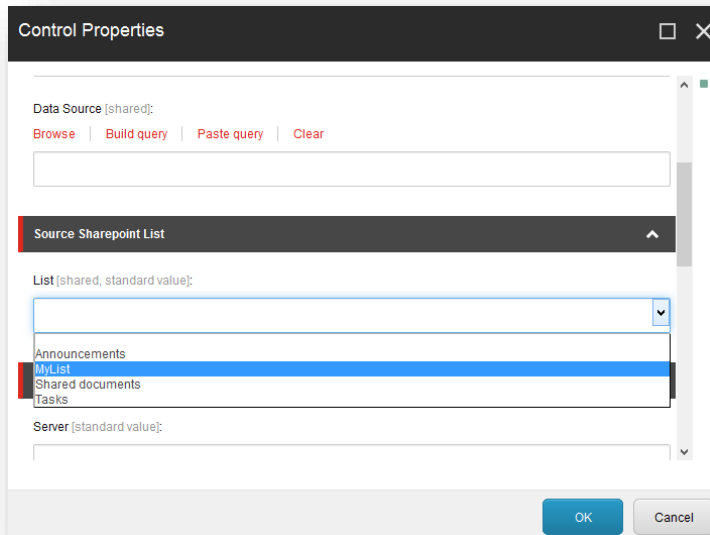 Control Properties
Data Source [shared]:
Browse Build query Paste query Clear
Source Sharepoint List
List [shared, standard value]:
Announcements
MyList
Shared documents
Tasks
Server [standard value]:
OK Cancel